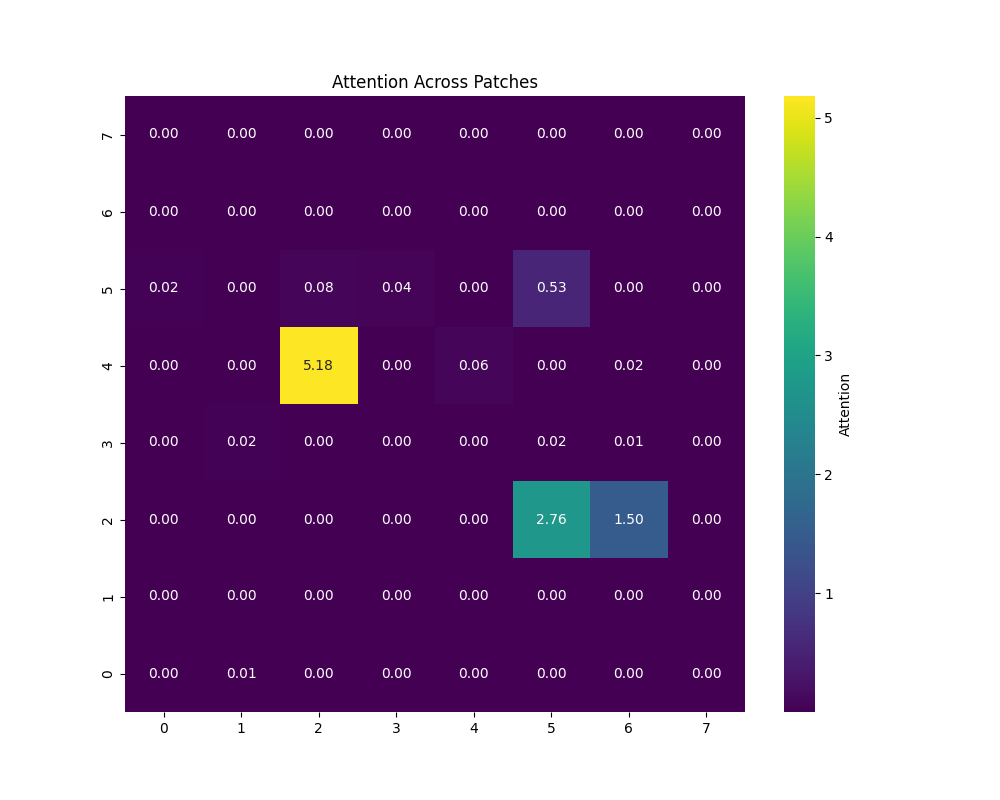 Attention Across Patches
7 0.00 0.00 0.00 0.00 0.00 0.00 0.00 0.00
6 0.00 0.00 0.00 0.00 0.00 0.00 0.00 0.00
5 0.02 0.00 0.08 0.04 0.00 0.53 0.00 0.00
4 0.00 0.00 5.18 0.00 0.06 0.00 0.02 0.00
3 0.00 0.02 0.00 0.00 0.00 0.02 0.01 0.00
2 0.00 0.00 0.00 0.00 0.00 2.76 1.50 0.00
1 0.00 0.00 0.00 0.00 0.00 0.00 0.00 0.00
0 0.00 0.01 0.00 0.00 0.00 0.00 0.00 0.00
0 1 2 3 4 5 6 7
5
4
3
2
1
Attention